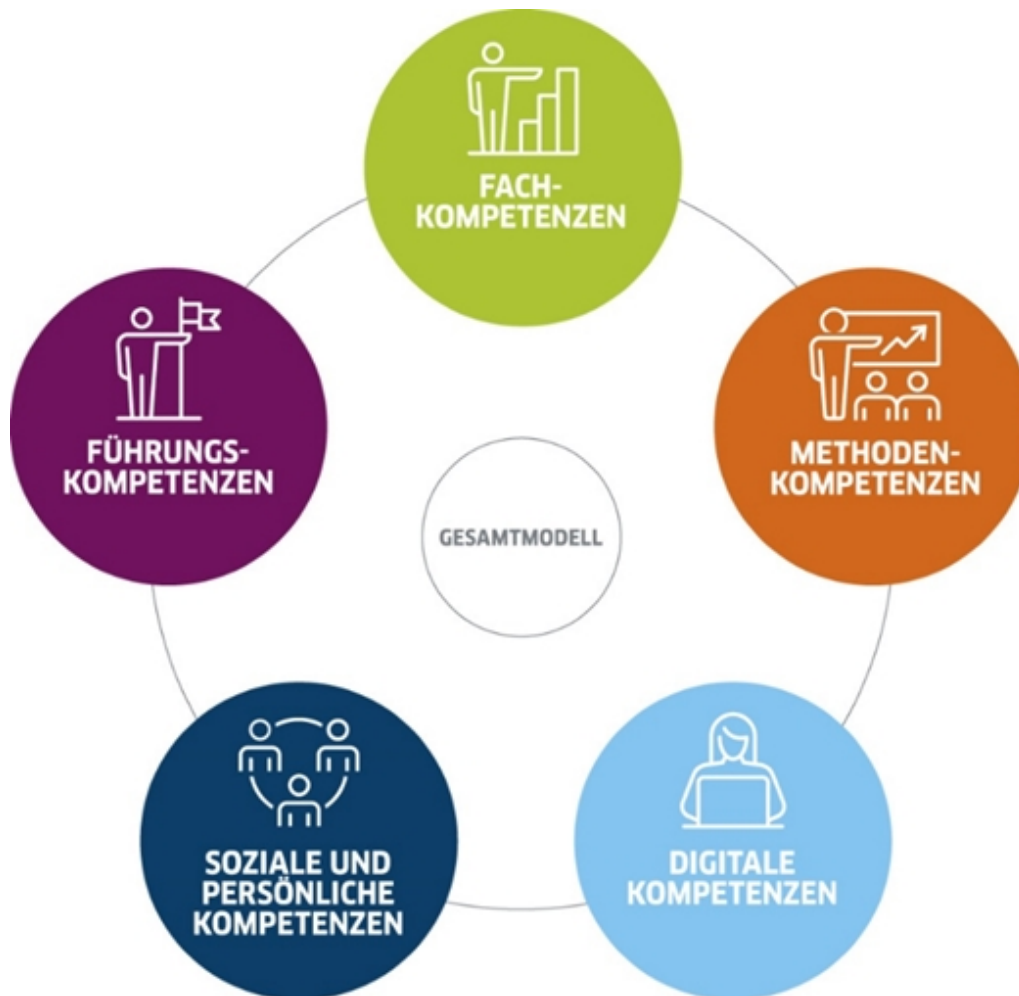 FACH-
KOMPETENZEN
FÜHRUNGS-
KOMPETENZEN
METHODEN-
KOMPETENZEN
GESAMTMODELL
SOZIALE UND
PERSÖNLICHE
KOMPETENZEN
DIGITALE
KOMPETENZEN